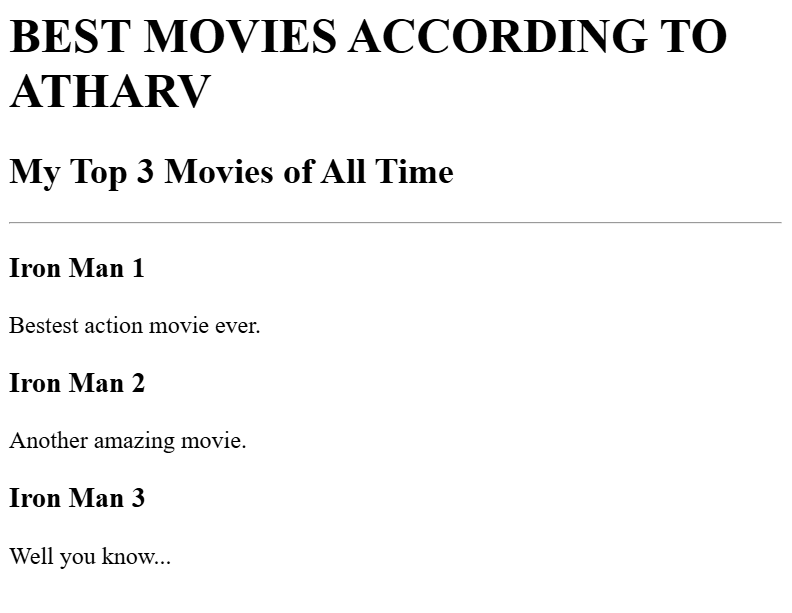 BEST MOVIES ACCORDING TO
ATHARV
My Top 3 Movies of All Time
Iron Man 1
Bestest action movie ever.
Iron Man 2
Another amazing movie.
Iron Man 3
Well you know...